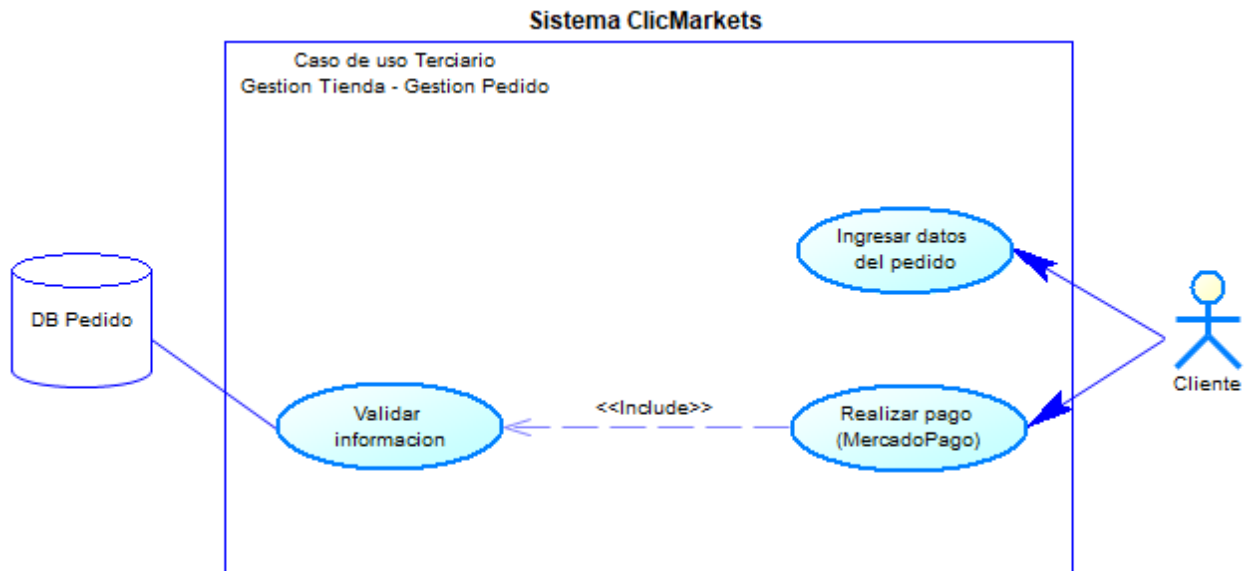 Sistema ClicMarkets
Caso de uso Terciario
Gestion Tienda - Gestion Pedido
Ingresar datos
del pedido
DB Pedido
Cliente
Validar
informacion
<<Include>>
Realizar pago
(MercadoPago)